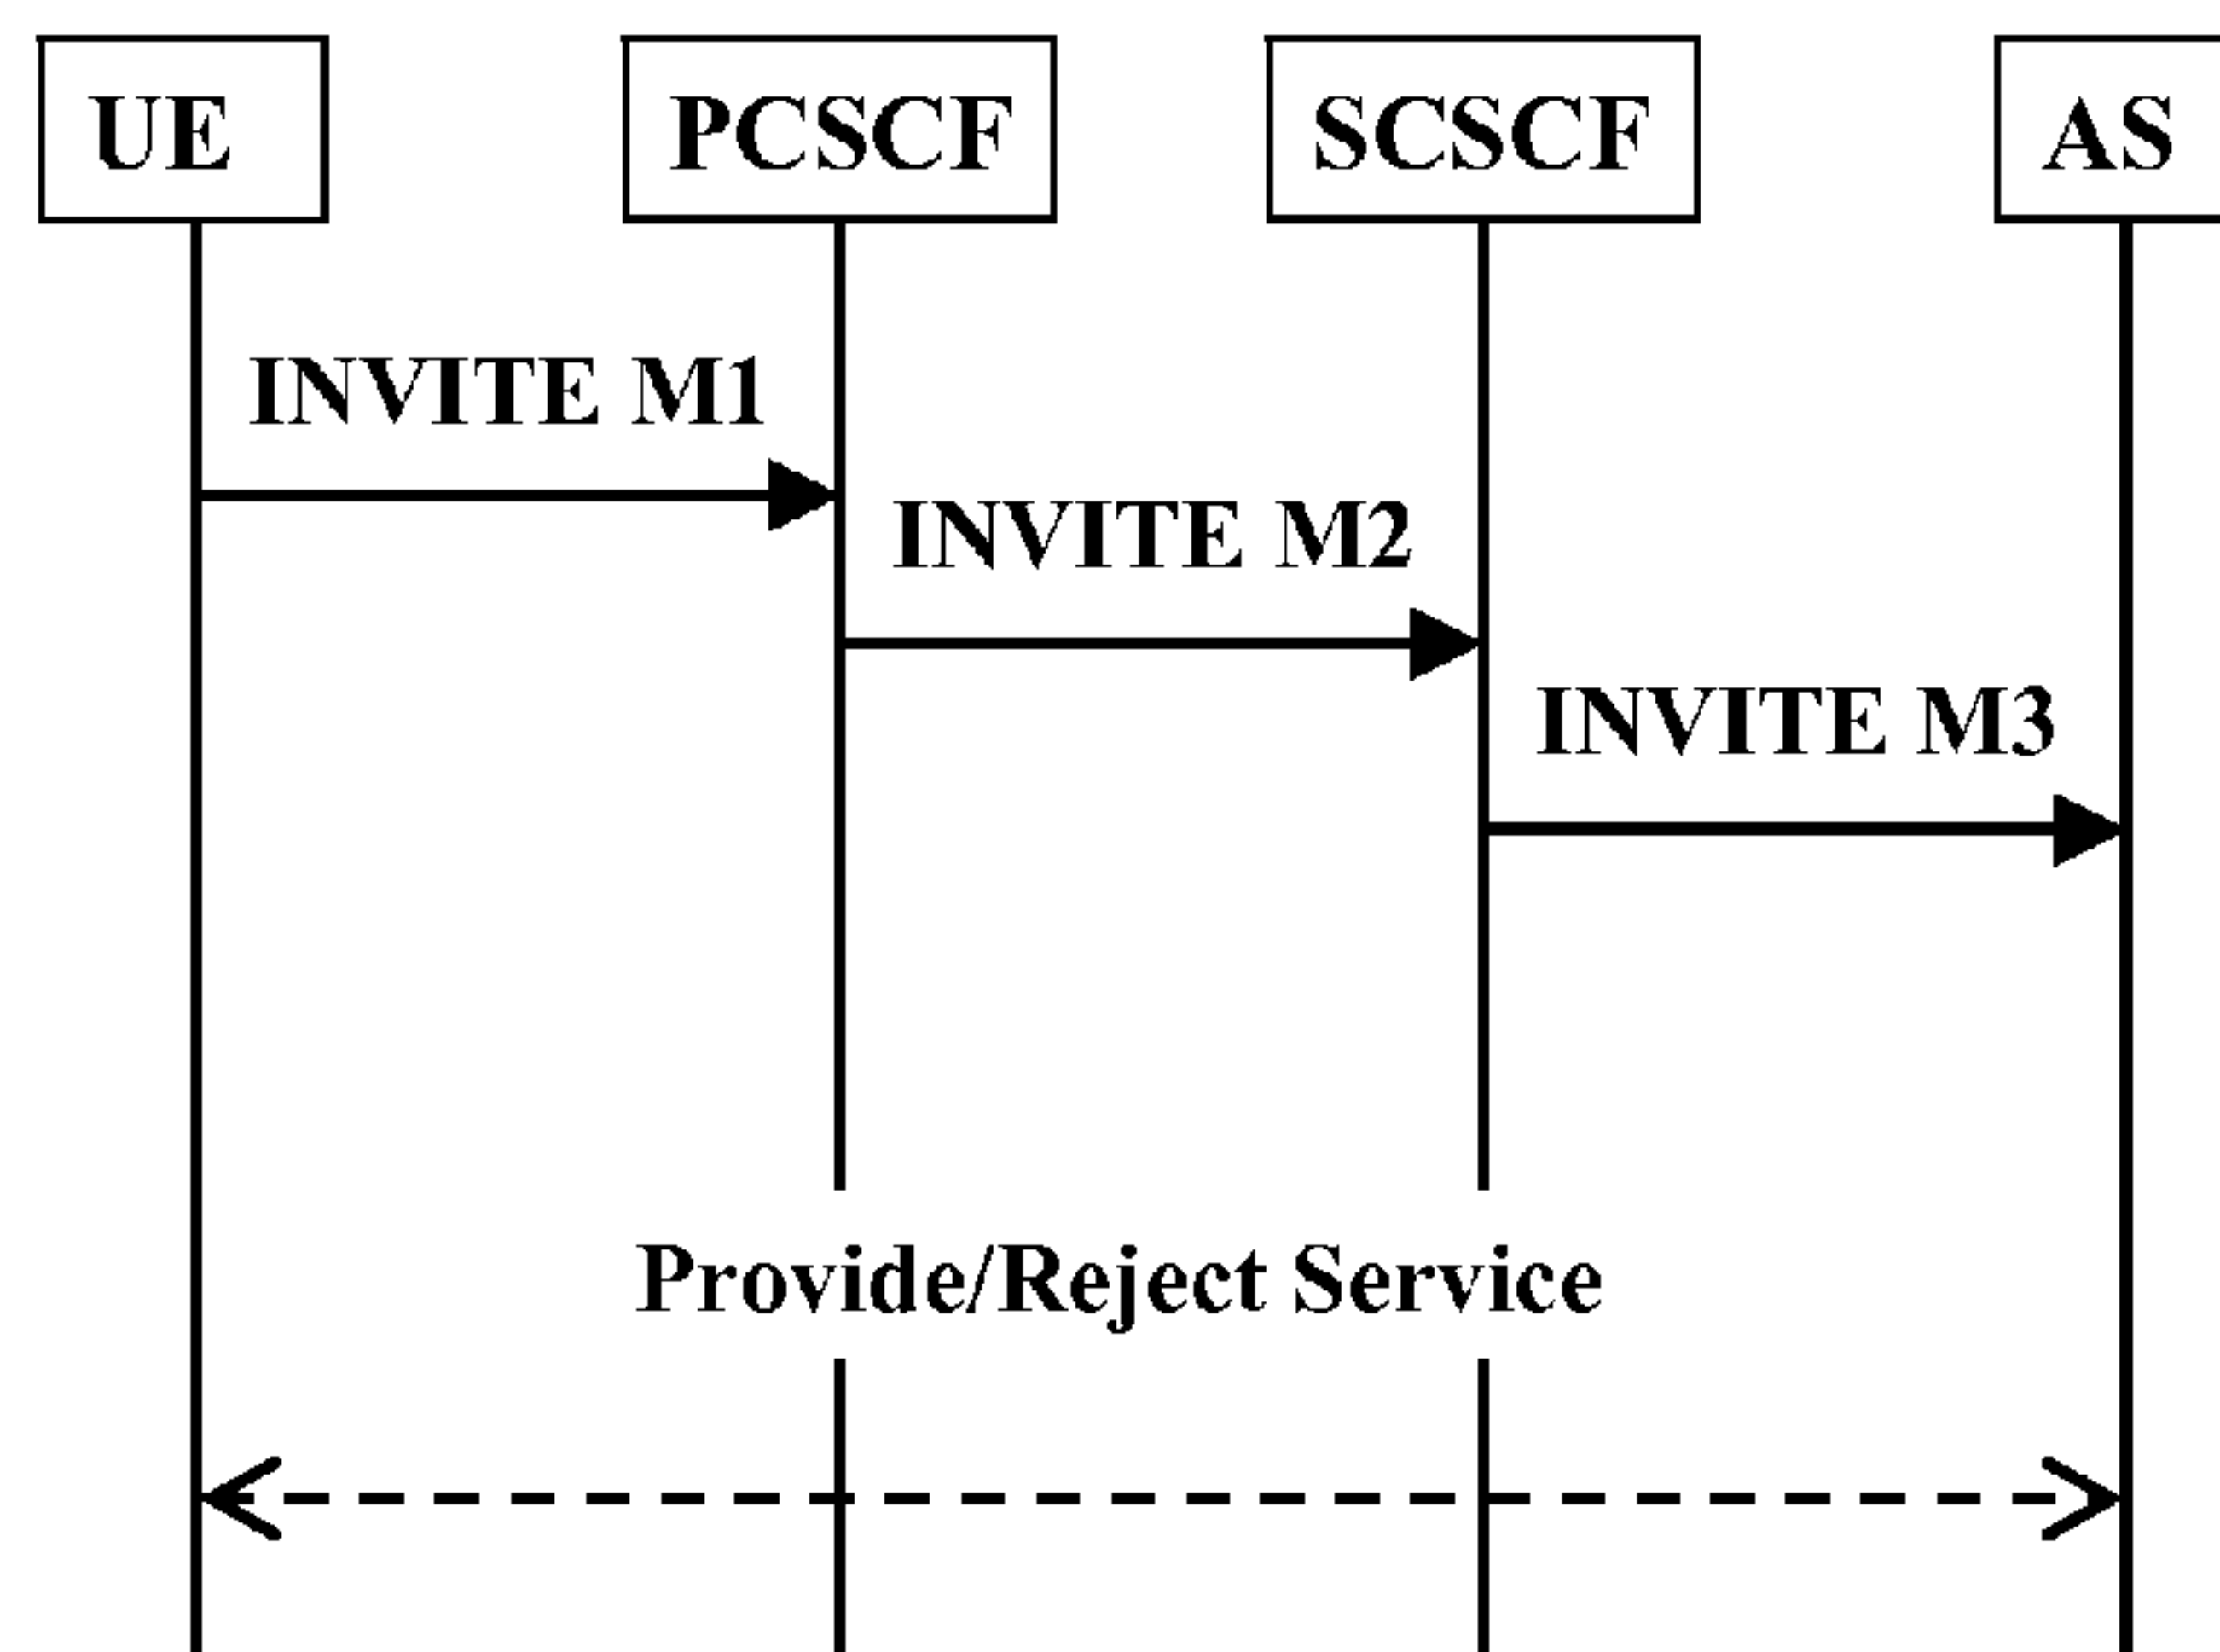 UE
PCSCF
SCSCF
AS
INVITE M1
INVITE M2
INVITE M3
Provide/Reject Service